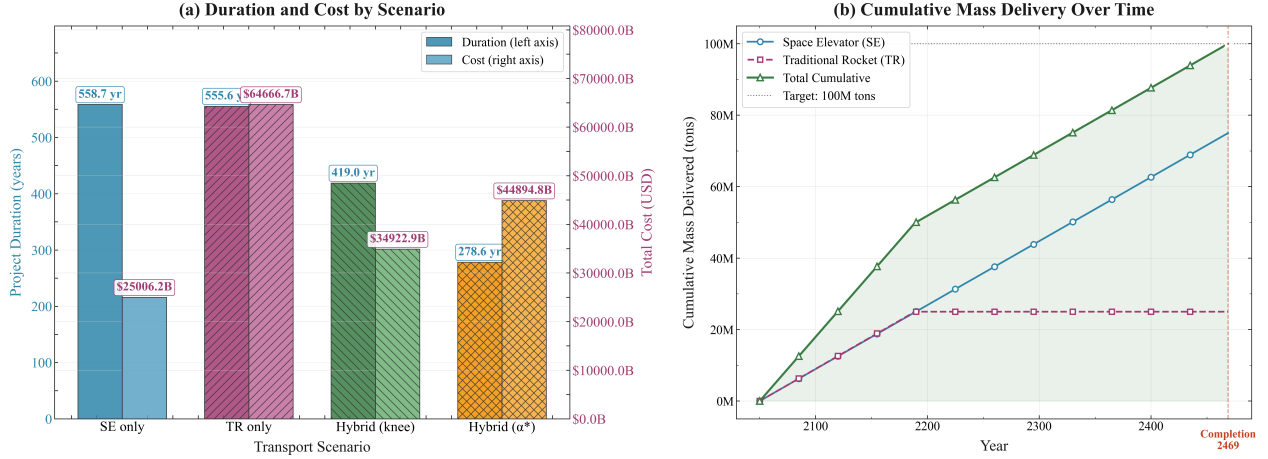 (a) Duration and Cost by Scenario
Duration (left axis)
Cost (right axis)
Project Duration (years)
600
500
400
300
200
100
0
558.7 yr
$25006.2B
555.6 y
$64666.7B
419.0 yr
$34922.9B
278.6 yr
$44894.8B
$80000.0B
$70000.0B
$60000.0B
$50000.0B
$40000.0B
$30000.0B
$20000.0B
$10000.0B
$0.0B
Total Cost (USD)
SE only
TR only
Hybrid (knee)
Hybrid (α*)
Transport Scenario
(b) Cumulative Mass Delivery Over Time
Space Elevator (SE)
Traditional Rocket (TR)
Total Cumulative
Target: 100M tons
Cumulative Mass Delivered (tons)
100M
80M
60M
40M
20M
0M
2100
2200
2300
2400
Completion
2469
Year